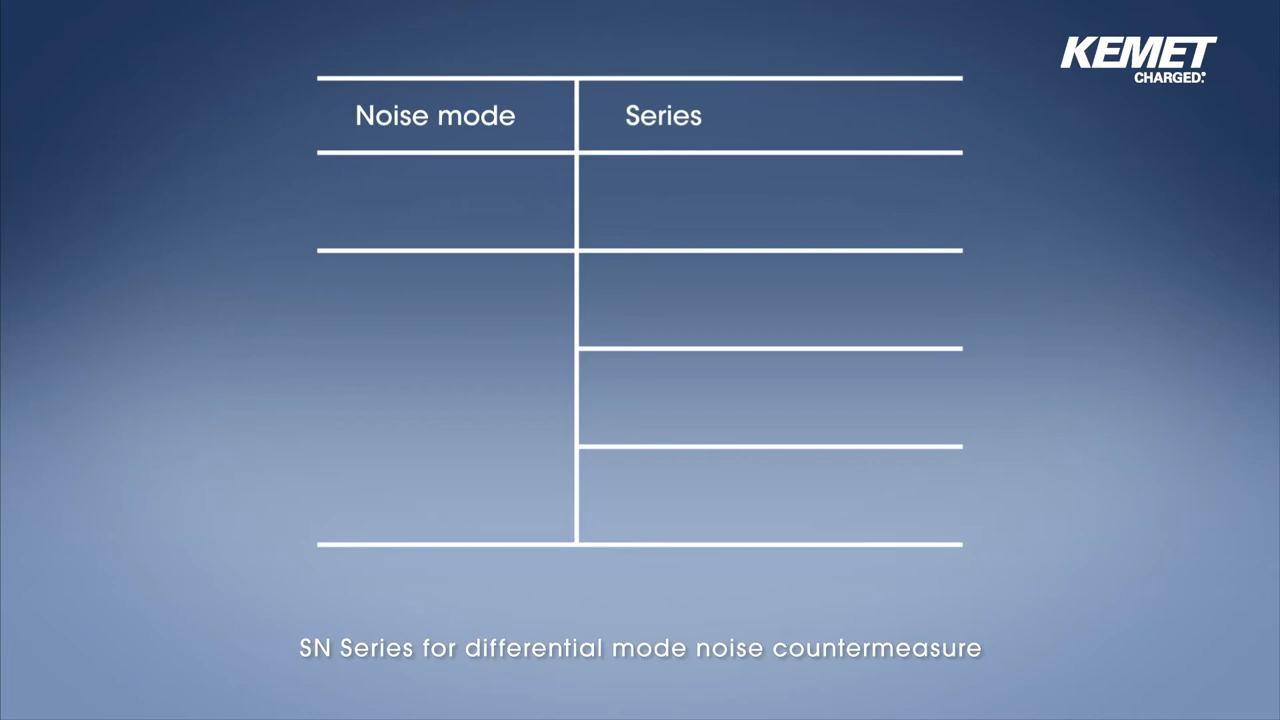 KEMET
CHARGED.
Noise mode
Series
SN Series for differential mode noise countermeasure